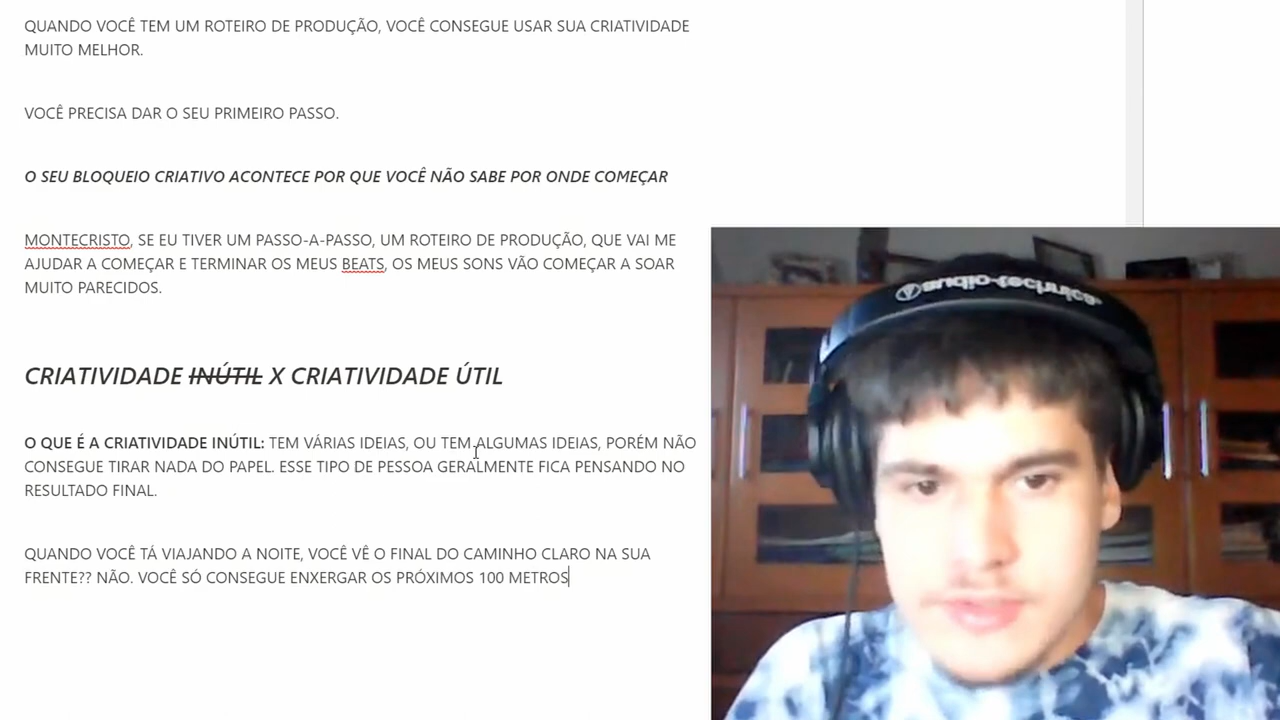 QUANDO VOCÊ TEM UM ROTEIRO DE PRODUÇÃO, VOCÊ CONSEGUE USAR SUA CRIATIVIDADE
MUITO MELHOR.
VOCÊ PRECISA DAR O SEU PRIMEIRO PASSO.
O SEU BLOQUEIO CRIATIVO ACONTECE POR QUE VOCÊ NÃO SABE POR ONDE COMEÇAR
MONTECRISTO, SE EU TIVER UM PASSO-A-PASSO, UM ROTEIRO DE PRODUÇÃO, QUE VAI ME
AJUDAR A COMEÇAR E TERMINAR OS MEUS BEATS, OS MEUS SONS VÃO COMEÇAR A SOAR
MUITO PARECIDOS.
CRIATIVIDADE INÚTIL X CRIATIVIDADE ÚTIL
O QUE É A CRIATIVIDADE INÚTIL: TEM VÁRIAS IDEIAS, OU TEM ALGUMAS IDEIAS, PORÉM NÃO
CONSEGUE TIRAR NADA DO PAPEL. ESSE TIPO DE PESSOA GERALMENTE FICA PENSANDO NO
RESULTADO FINAL.
QUANDO VOCÊ TÁ VIAJANDO A NOITE, VOCÊ VÊ O FINAL DO CAMINHO CLARO NA SUA
FRENTE?? NÃO. VOCÊ SÓ CONSEGUE ENXERGAR OS PRÓXIMOS 100 METROS
audio-technica